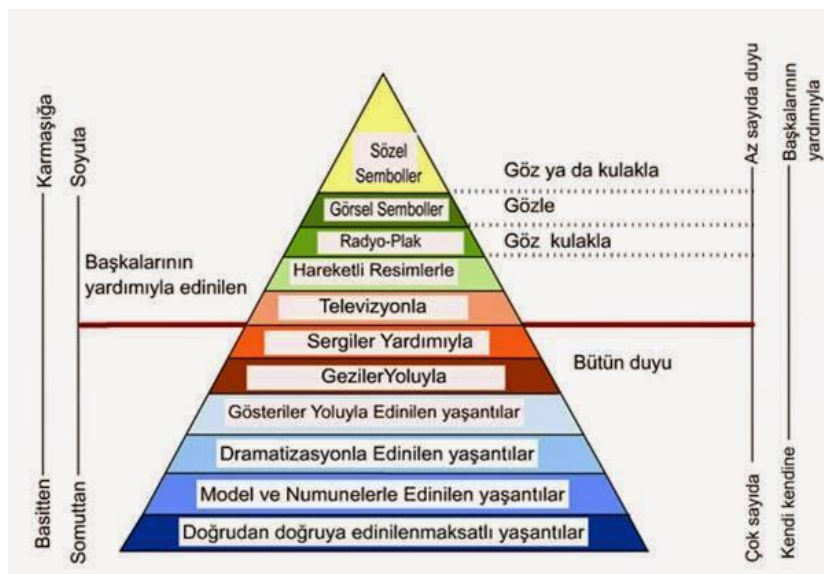 Karmaşığa
Soyuta
Basitten
Somuttan
Başkalarının
yardımıyla edinilen
Sözel
Semboller
Görsel Semboller
Radyo-Plak
Hareketli Resimlerle
Televizyonla
Sergiler Yardımıyla
GezilerYoluyla
Gösteriler Yoluyla Edinilen yaşantılar
Dramatizasyonla Edinilen yaşantılar
Model ve Numunelerle Edinilen yaşantılar
Doğrudan doğruya edinilenmaksatlı yaşantılar
Göz ya da kulakla
Gözle
Göz kulakla
Bütün duyu
Az sayıda duyu
Çok sayıda
Başkalarının
yardımıyla
Kendi kendine